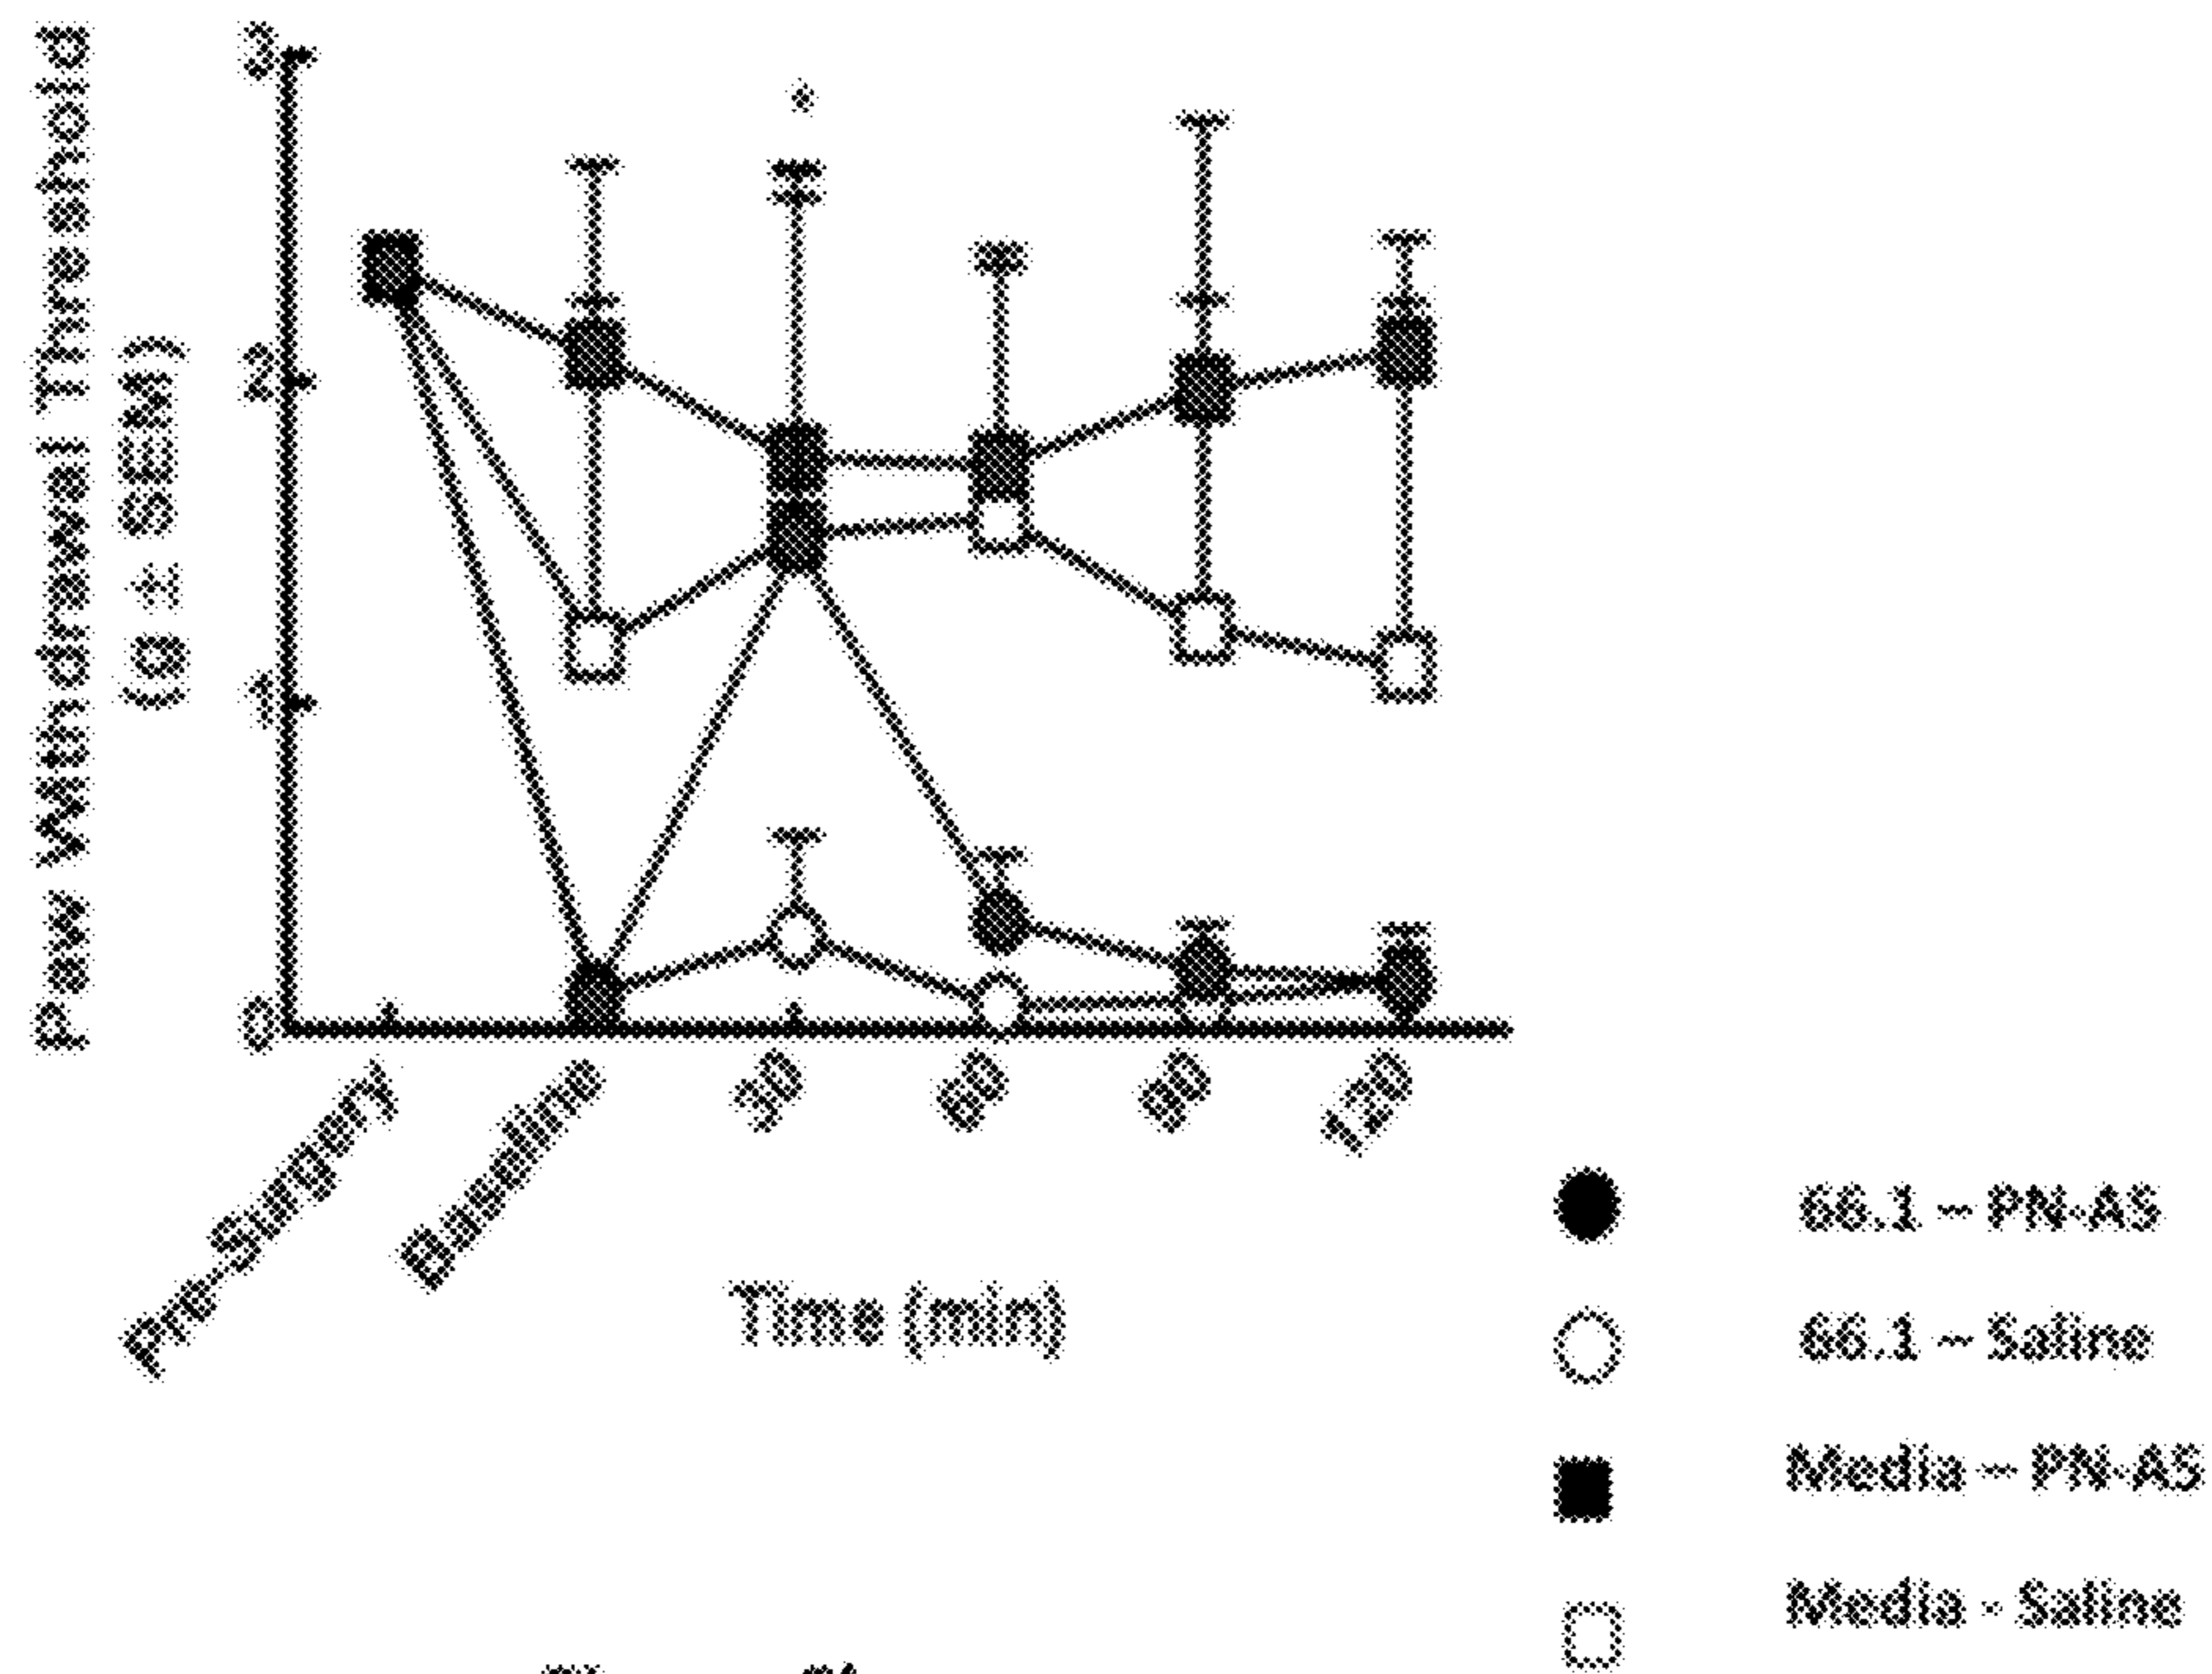 Paw Withdrawal Threshold
(g ± SEM)
3
2
1
0
*
Pre-Surgery
Baseline
30
60
90
120
Time (min)
66.1 – PN-AS
66.1 – Saline
Media – PN-AS
Media - Saline